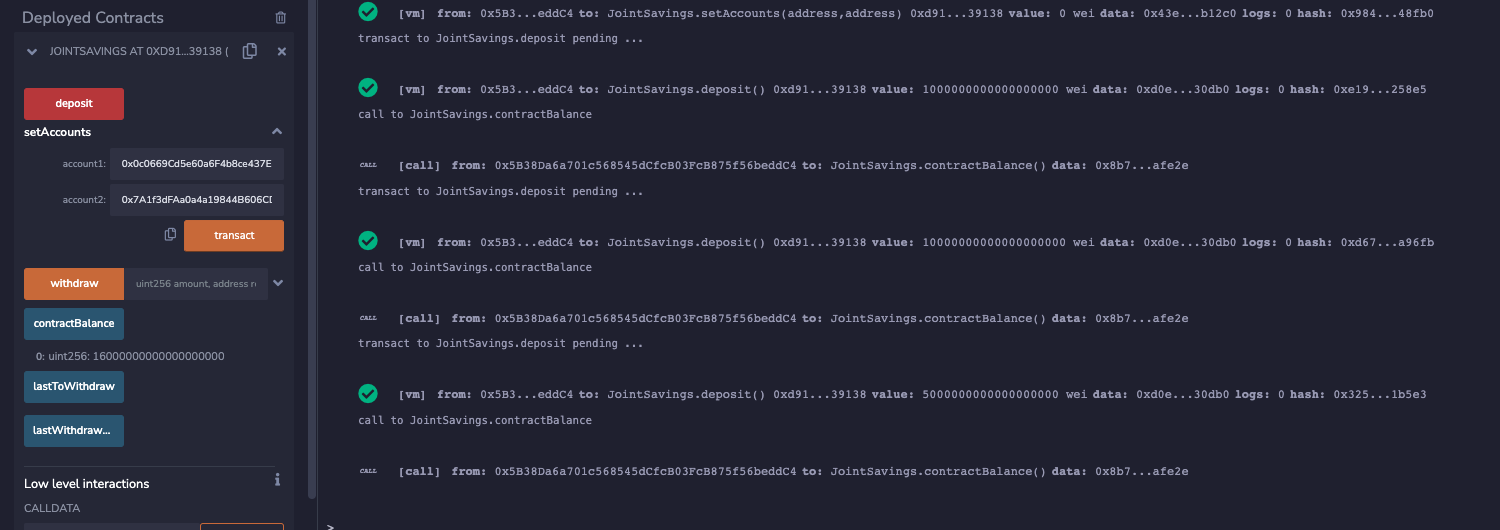 Deployed Contracts
JOINTSAVINGS AT 0XD91...39138 (
deposit
setAccounts
account1: 0x0c0669Cd5e60a6F4b8ce437E
account2: 0x7A1f3dFAa0a4a19844B606CD
transact
withdraw uint256 amount, address re
contractBalance
0: uint256: 16000000000000000000
lastToWithdraw
lastWithdraw...
Low level interactions
CALLDATA
[vm] from: 0x5B3...eddC4 to: JointSavings.setAccounts(address,address) 0xd91...39138 value: 0 wei data: 0x43e...b12c0 logs: 0 hash: 0x984...48fb0
transact to JointSavings.deposit pending ...
[vm] from: 0x5B3...eddC4 to: JointSavings.deposit() 0xd91...39138 value: 1000000000000000000 wei data: 0xd0e...30db0 logs: 0 hash: 0xe19...258e5
call to JointSavings.contractBalance
CALL [call] from: 0x5B38Da6a701c568545dCfcB03FcB875f56beddC4 to: JointSavings.contractBalance() data: 0x8b7...afe2e
transact to JointSavings.deposit pending ...
[vm] from: 0x5B3...eddC4 to: JointSavings.deposit() 0xd91...39138 value: 10000000000000000000 wei data: 0xd0e...30db0 logs: 0 hash: 0xd67...a96fb
call to JointSavings.contractBalance
CALL [call] from: 0x5B38Da6a701c568545dCfcB03FcB875f56beddC4 to: JointSavings.contractBalance() data: 0x8b7...afe2e
transact to JointSavings.deposit pending ...
[vm] from: 0x5B3...eddC4 to: JointSavings.deposit() 0xd91...39138 value: 5000000000000000000 wei data: 0xd0e...30db0 logs: 0 hash: 0x325...1b5e3
call to JointSavings.contractBalance
CALL [call] from: 0x5B38Da6a701c568545dCfcB03FcB875f56beddC4 to: JointSavings.contractBalance() data: 0x8b7...afe2e
>